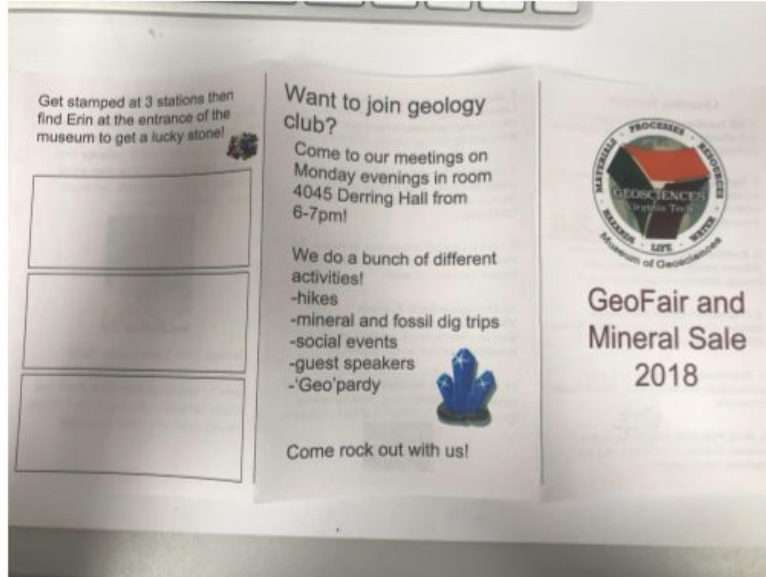 Get stamped at 3 stations then
find Erin at the entrance of the
museum to get a lucky stone!
Want to join geology
club?
Come to our meetings on
Monday evenings in room
4045 Derring Hall from
6-7pm!
We do a bunch of different
activities!
-hikes
-mineral and fossil dig trips
-social events
-guest speakers
-'Geo'pardy
Come rock out with us!
MATERIALS · PROCESSES · RESOURCES
GEOSCIENCES
Virginia Tech
HAZARDS · LIFE · WATER
Museum of Geosciences
GeoFair and
Mineral Sale
2018